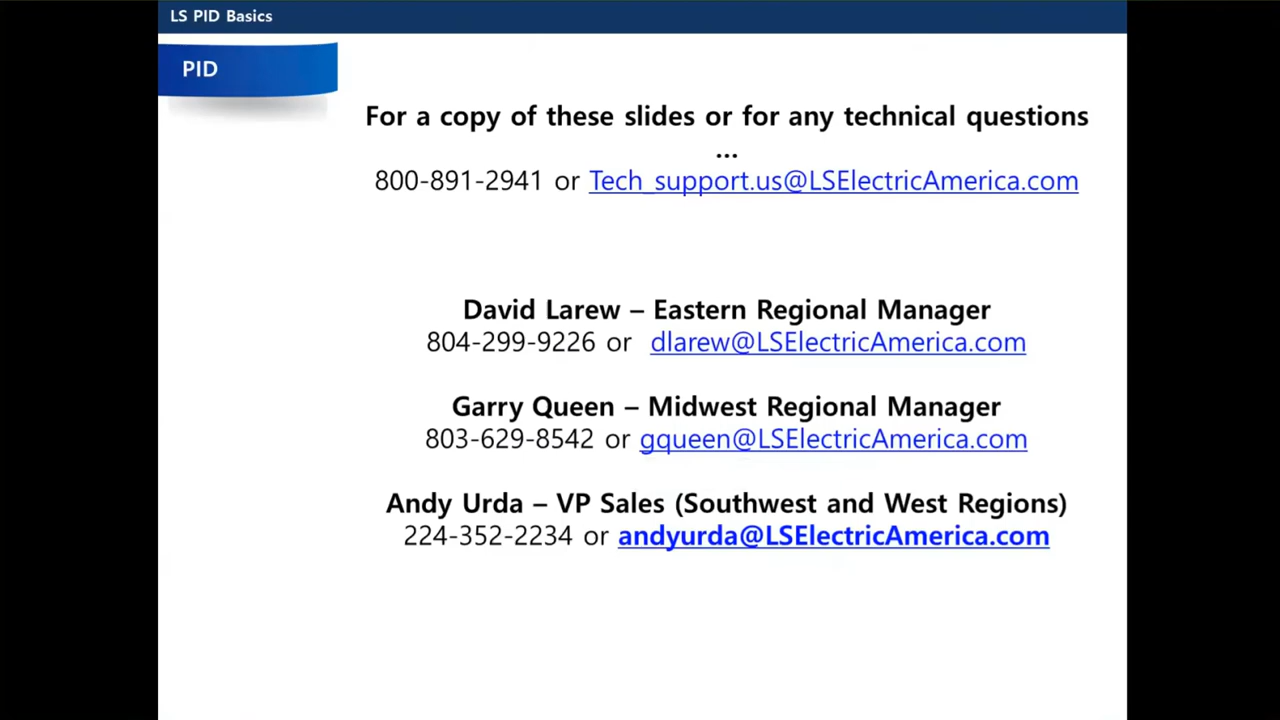 LS PID Basics
PID
For a copy of these slides or for any technical questions
...
800-891-2941 or Tech_support.us@LSElectricAmerica.com
David Larew – Eastern Regional Manager
804-299-9226 or dlarew@LSElectricAmerica.com
Garry Queen – Midwest Regional Manager
803-629-8542 or gqueen@LSElectricAmerica.com
Andy Urda – VP Sales (Southwest and West Regions)
224-352-2234 or andyurda@LSElectricAmerica.com